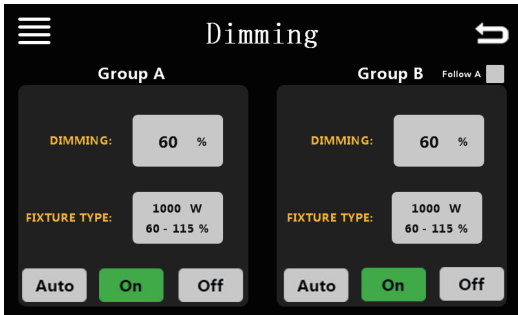 Dimming
Group A
DIMMING: 60 %
FIXTURE TYPE: 1000 W
60 - 115 %
Auto On Off
Group B Follow A
DIMMING: 60 %
FIXTURE TYPE: 1000 W
60 - 115 %
Auto On Off